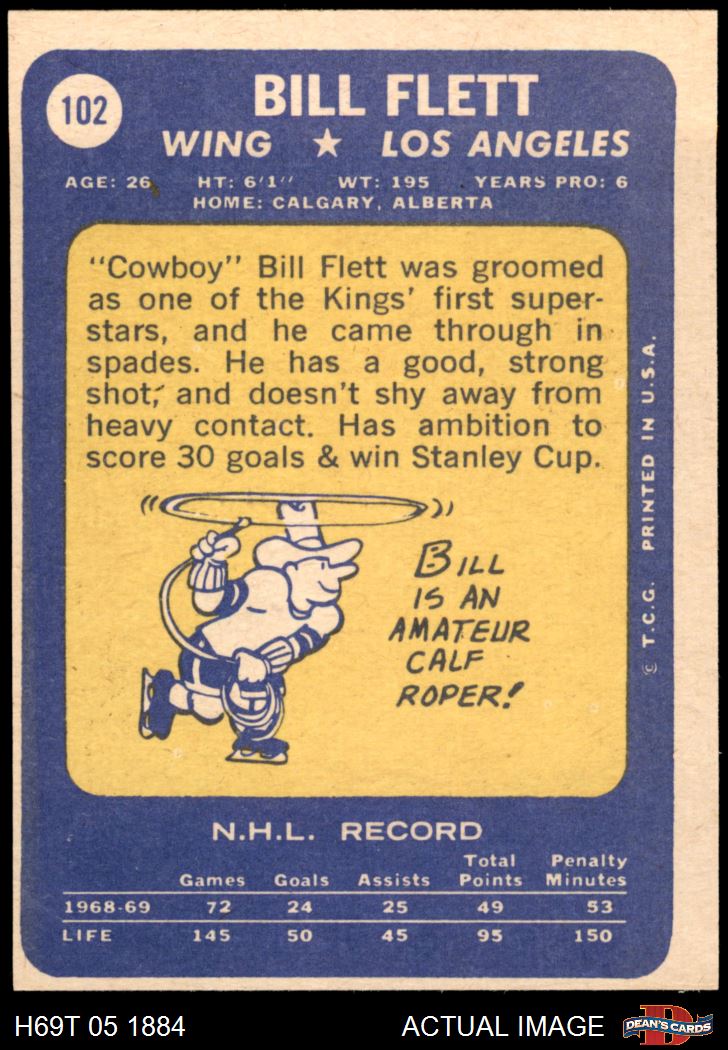 102
BILL FLETT
WING ★ LOS ANGELES
AGE: 26 HT: 6'1" WT: 195 YEARS PRO: 6
HOME: CALGARY, ALBERTA
"Cowboy" Bill Flett was groomed
as one of the Kings' first super-
stars, and he came through in
spades. He has a good, strong
shot, and doesn't shy away from
heavy contact. Has ambition to
score 30 goals & win Stanley Cup.
BILL
IS AN
AMATEUR
CALF
ROPER!
© T.C.G. PRINTED IN U.S.A.
N.H.L. RECORD
Games Goals Assists Total Points Penalty Minutes
1968-69 72 24 25 49 53
LIFE 145 50 45 95 150
H69T 05 1884 ACTUAL IMAGE DEAN'S CARDS